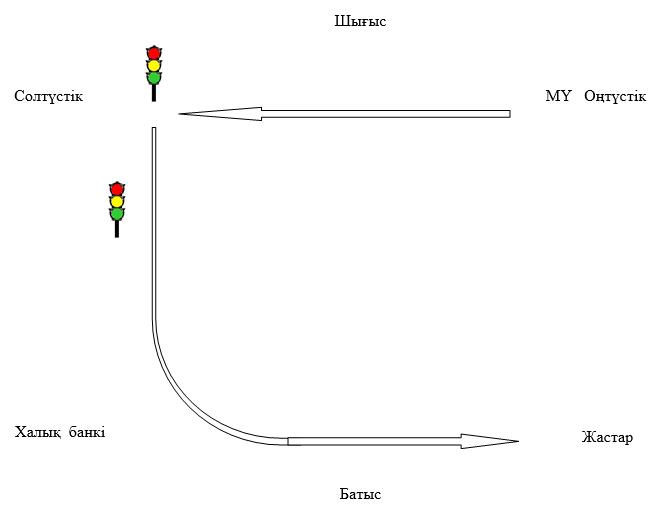 Шығыс
Солтүстік
МҮ Оңтүстік
Халық банкі
Жастар
Батыс